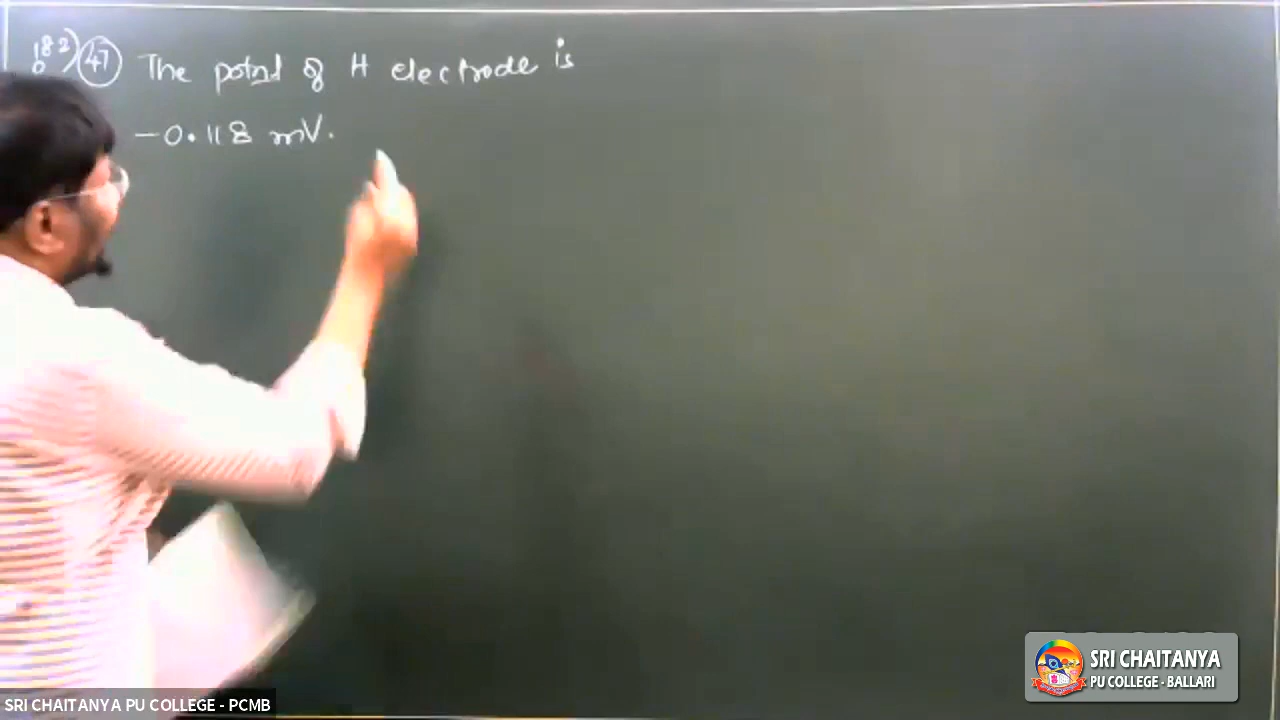 182) 47 The potnl of H electrode is
-0.118 mV.
SRI CHAITANYA
PU COLLEGE - BALLARI
SRI CHAITANYA PU COLLEGE - PCMB